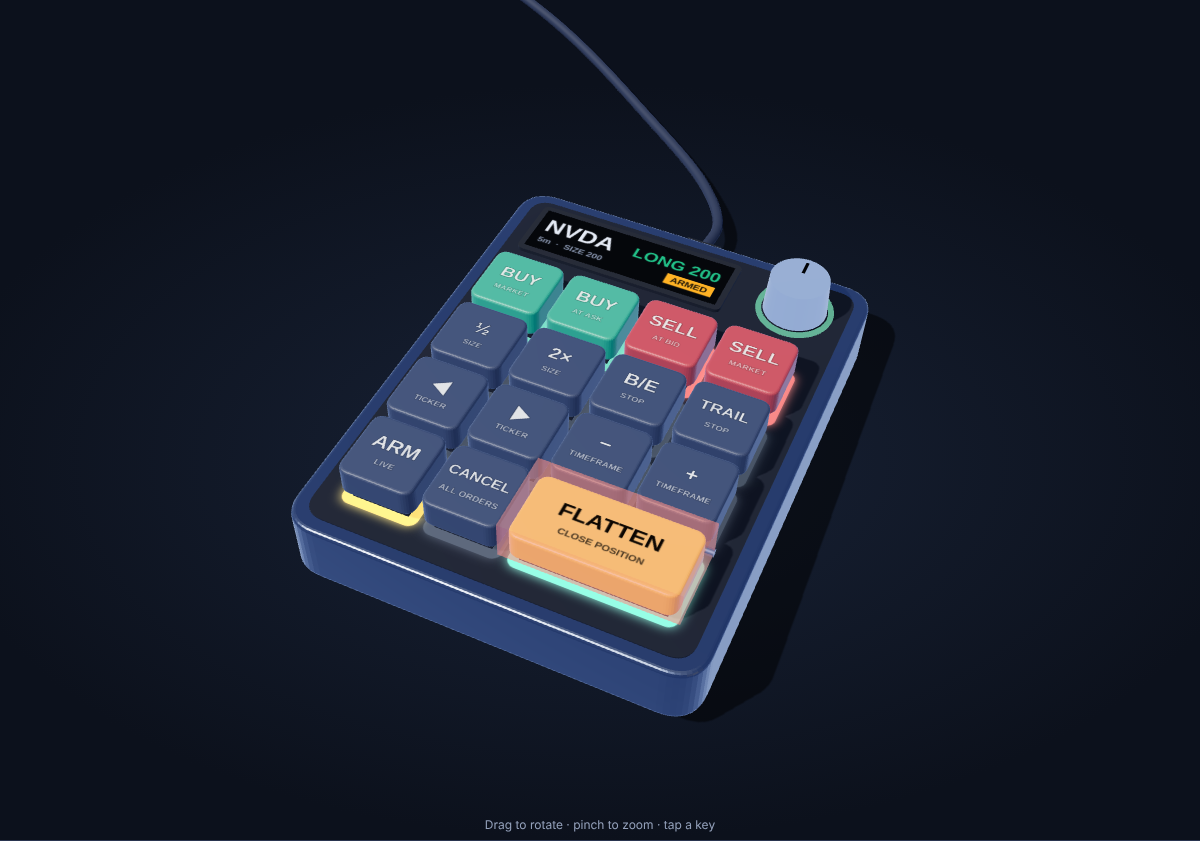 NVDA
5m · SIZE 200
LONG 200
ARMED
BUY
MARKET
BUY
AT ASK
SELL
AT BID
SELL
MARKET
½
SIZE
2×
SIZE
B/E
STOP
TRAIL
STOP
◀
TICKER
▶
TICKER
−
TIMEFRAME
+
TIMEFRAME
ARM
LIVE
CANCEL
ALL ORDERS
FLATTEN
CLOSE POSITION
Drag to rotate · pinch to zoom · tap a key